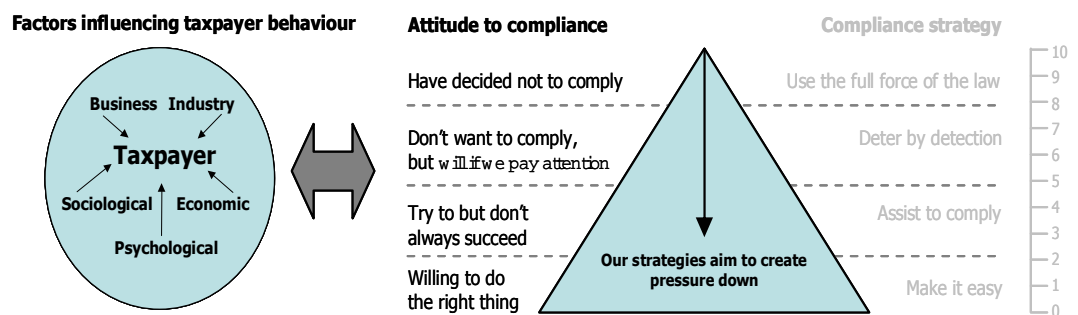 Factors influencing taxpayer behaviour
Business Industry
Taxpayer
Sociological Economic
Psychological
Attitude to compliance
Have decided not to comply
Don't want to comply,
but will if we pay attention
Try to but don't
always succeed
Willing to do
the right thing
Our strategies aim to create
pressure down
Compliance strategy
Use the full force of the law
Deter by detection
Assist to comply
Make it easy
10
9
8
7
6
5
4
3
2
1
0